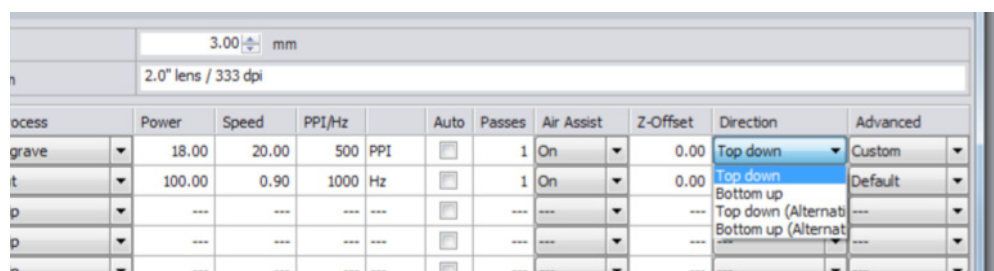 3.00 mm
n 2.0" lens / 333 dpi
ocess Power Speed PPI/Hz Auto Passes Air Assist Z-Offset Direction Advanced
grave 18.00 20.00 500 PPI 1 On 0.00 Top down Custom
t 100.00 0.90 1000 Hz 1 On 0.00 Top down Default
Bottom up
p --- --- --- --- --- --- --- Top down (Alternati ---
p --- --- --- --- --- --- --- Bottom up (Alternat ---